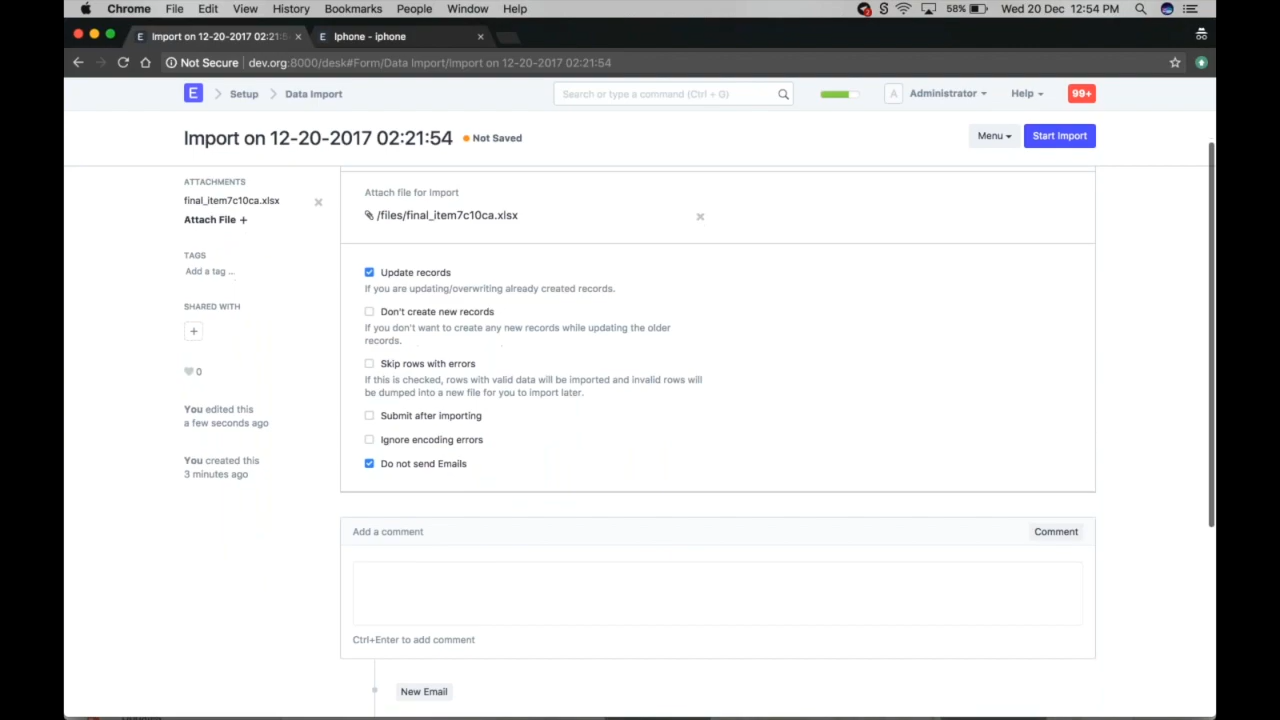 Chrome File Edit View History Bookmarks People Window Help 58% Wed 20 Dec 12:54 PM
E Import on 12-20-2017 02:21:5 × E Iphone - iphone ×
Not Secure dev.org:8000/desk#Form/Data Import/Import on 12-20-2017 02:21:54
E Setup Data Import Search or type a command (Ctrl + G) A Administrator Help 99+
Import on 12-20-2017 02:21:54 Not Saved Menu Start Import
ATTACHMENTS
final_item7c10ca.xlsx ×
Attach File +
TAGS
Add a tag ...
SHARED WITH
+
0
You edited this
a few seconds ago
You created this
3 minutes ago
Attach file for Import
/files/final_item7c10ca.xlsx ×
Update records
If you are updating/overwriting already created records.
Don't create new records
If you don't want to create any new records while updating the older
records.
Skip rows with errors
If this is checked, rows with valid data will be imported and invalid rows will
be dumped into a new file for you to import later.
Submit after importing
Ignore encoding errors
Do not send Emails
Add a comment Comment
Ctrl+Enter to add comment
New Email